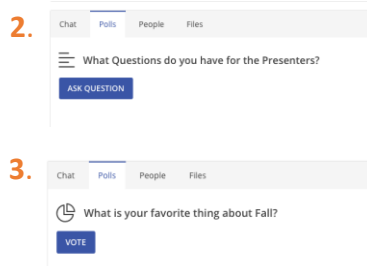 2.
Chat Polls People Files
What Questions do you have for the Presenters?
ASK QUESTION
3.
Chat Polls People Files
What is your favorite thing about Fall?
VOTE